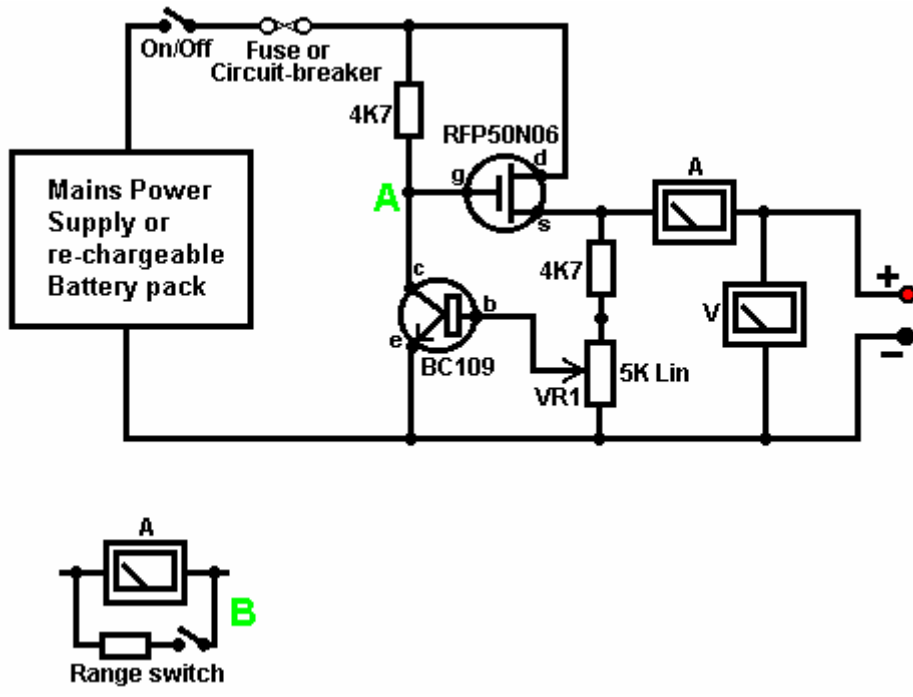 On/Off
Fuse or
Circuit-breaker
4K7
RFP50N06
d
g
s
A
A
Mains Power
Supply or
re-chargeable
Battery pack
c
b
e
BC109
4K7
VR1
5K Lin
V
+
−
A
B
Range switch